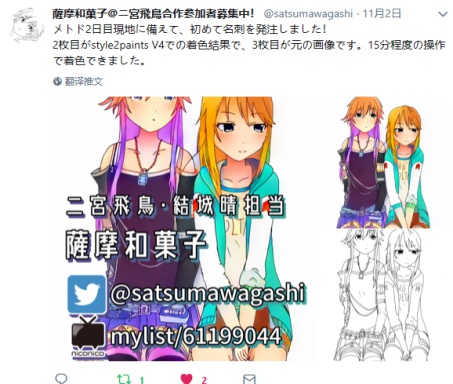 薩摩和菓子@二宮飛鳥合作参加者募集中! @satsumawagashi · 11月2日
メトド2日目現地に備えて、初めて名刺を発注しました!
2枚目がstyle2paints V4での着色結果で、3枚目が元の画像です。15分程度の操作
で着色できました。
翻译推文
二宮飛鳥・結城晴担当
薩摩和菓子
@satsumawagashi
niconico
mylist/61199044
1
2